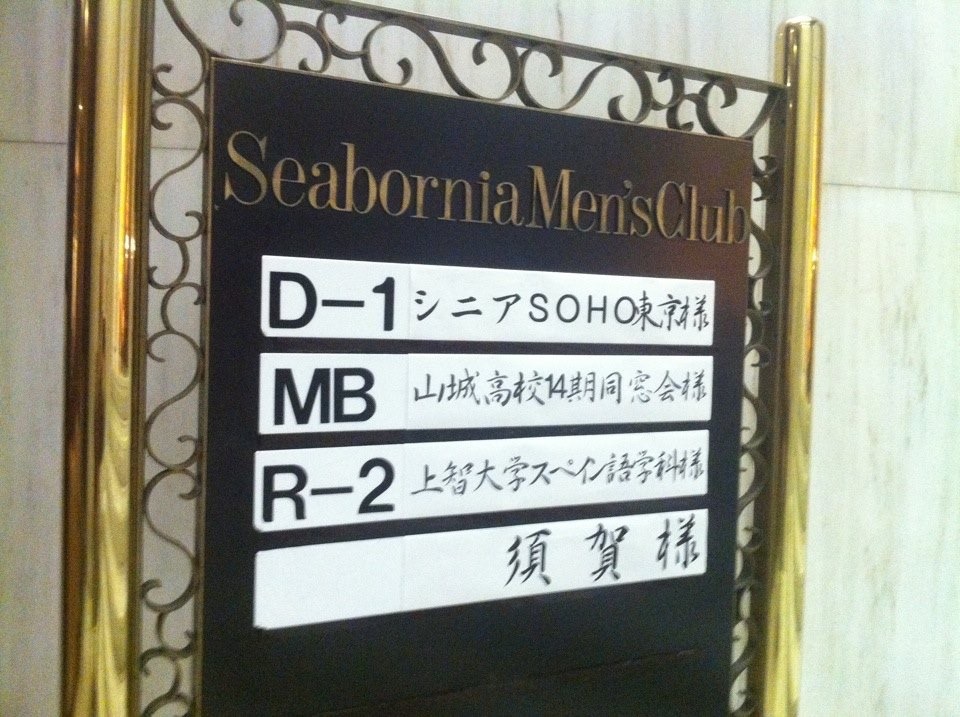 Seabornia Men's Club
D-1 シニアSOHO東京様
MB 山城高校14期同窓会様
R-2 上智大学スペイン語学科様
須賀様